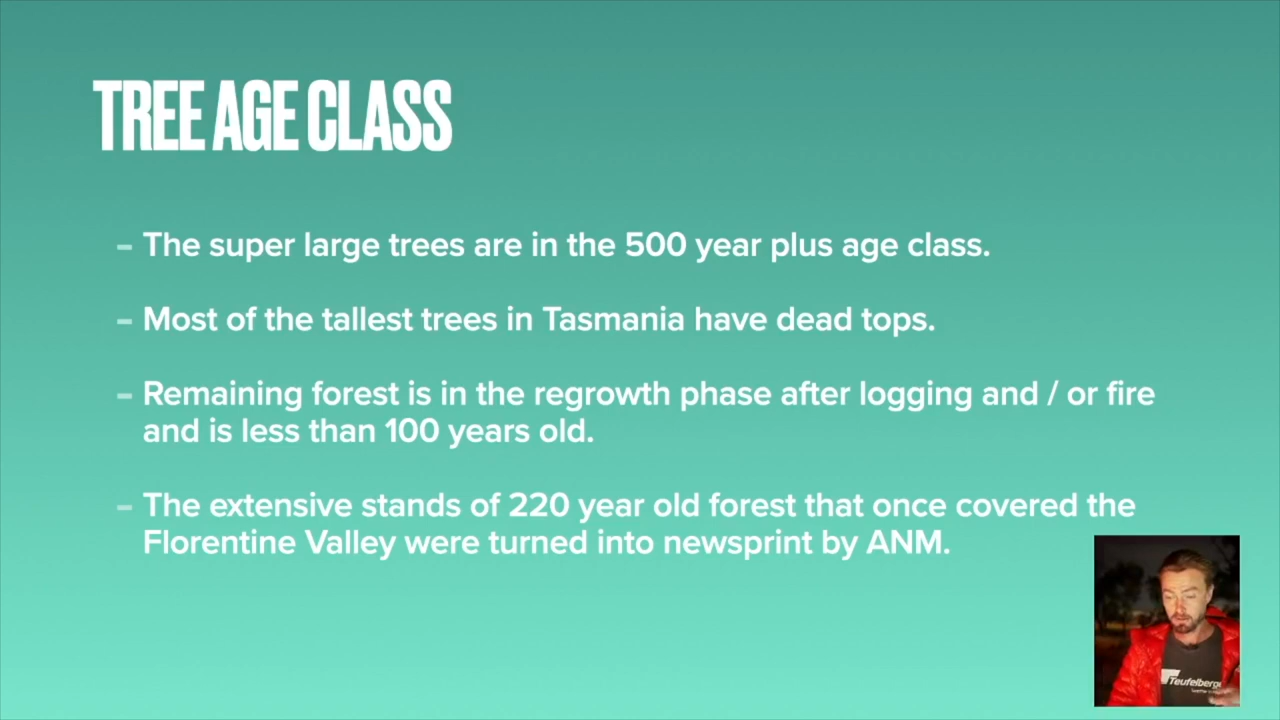 TREE AGE CLASS
– The super large trees are in the 500 year plus age class.
– Most of the tallest trees in Tasmania have dead tops.
– Remaining forest is in the regrowth phase after logging and / or fire
and is less than 100 years old.
– The extensive stands of 220 year old forest that once covered the
Florentine Valley were turned into newsprint by ANM.
Teufelberge